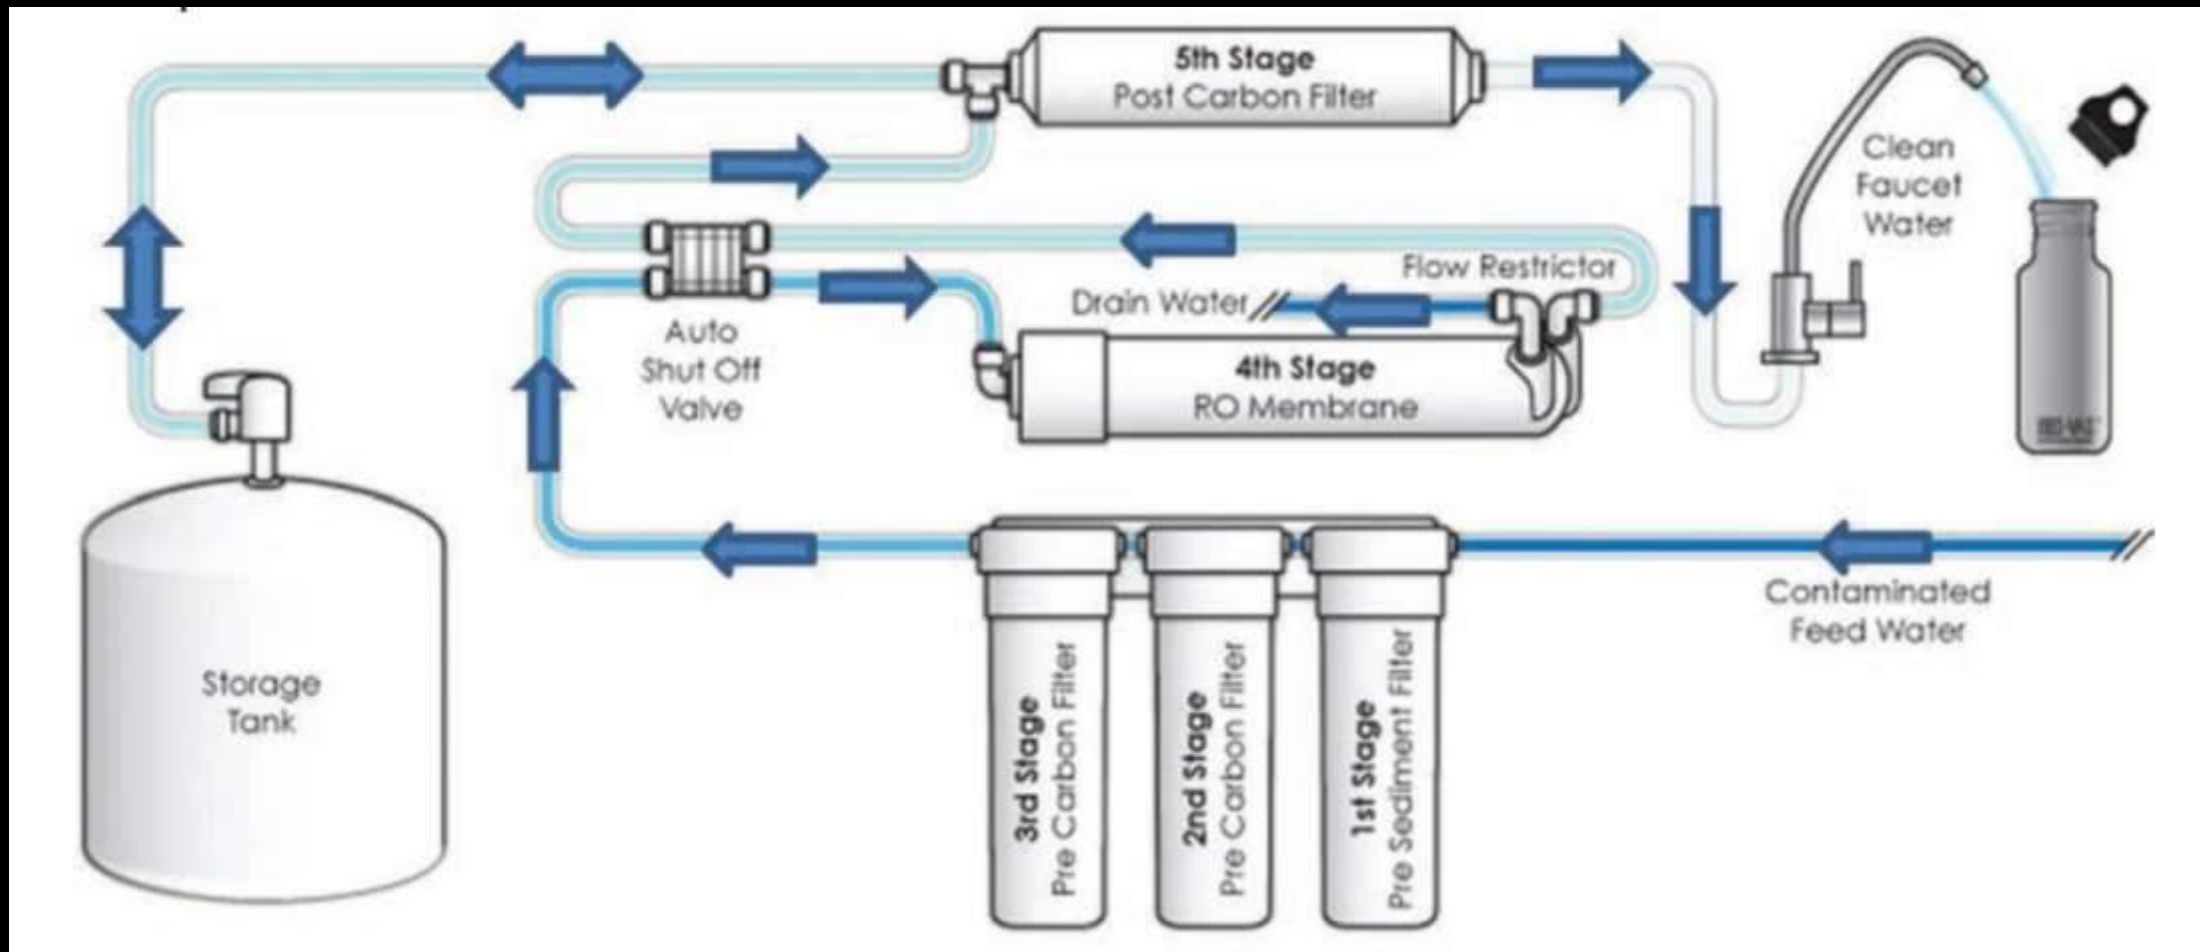 5th Stage
Post Carbon Filter
Clean
Faucet
Water
Flow Restrictor
Drain Water
Auto
Shut Off
Valve
4th Stage
RO Membrane
Contaminated
Feed Water
Storage
Tank
3rd Stage
Pre Carbon Filter
2nd Stage
Pre Carbon Filter
1st Stage
Pre Sediment Filter